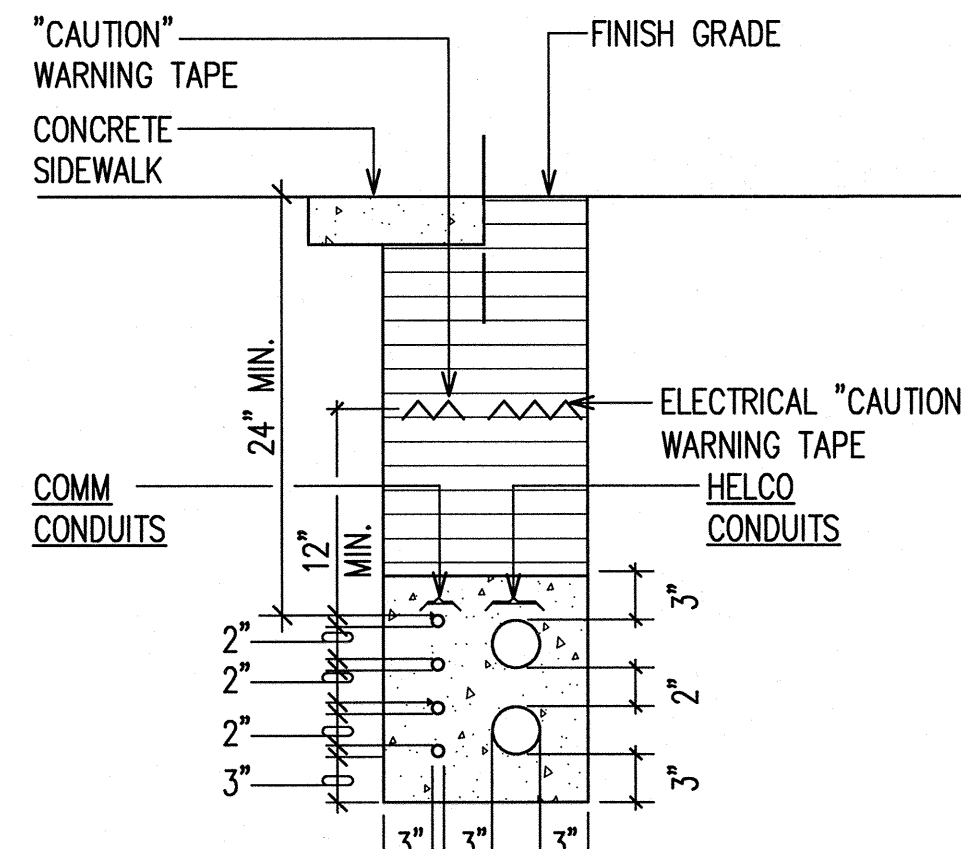 "CAUTION"
WARNING TAPE
FINISH GRADE
CONCRETE
SIDEWALK
24" MIN.
ELECTRICAL "CAUTION
WARNING TAPE
COMM
CONDUITS
HELCO
CONDUITS
12"
MIN.
3"
2"
2"
2"
2"
3"
3"
3"
3"
3"